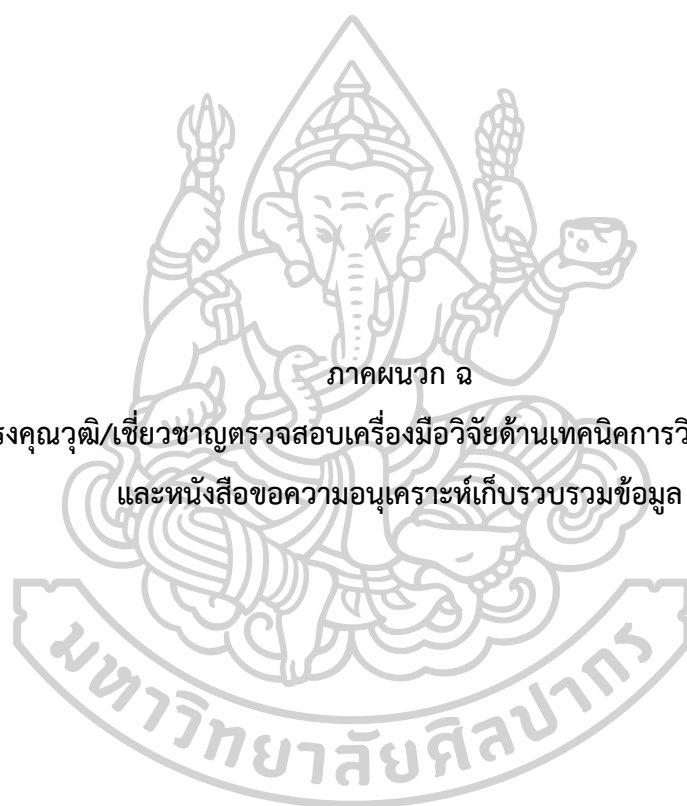 ภาคผนวก ฉ
รงคุณวุฒิ/เชี่ยวชาญตรวจสอบเครื่องมือวิจัยด้านเทคนิคการวิ
และหนังสือขอความอนุเคราะห์เก็บรวบรวมข้อมูล
มหาวิทยาลัยศิลปากร